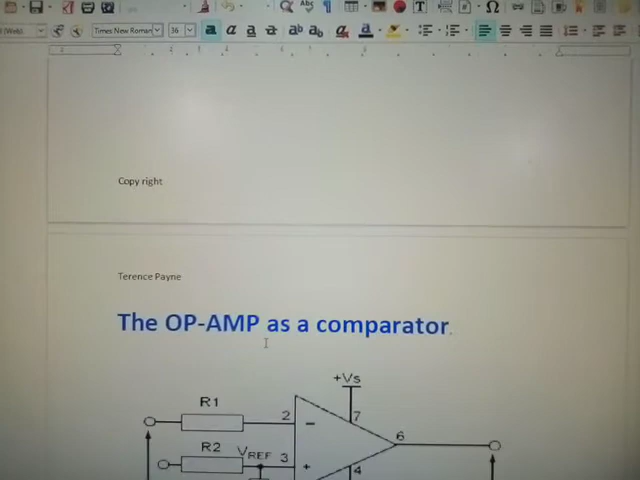 (Web)
Times New Roman
36
Copy right
Terence Payne
The OP-AMP as a comparator.
+Vs
R1
2
7
6
R2
VREF
3
4